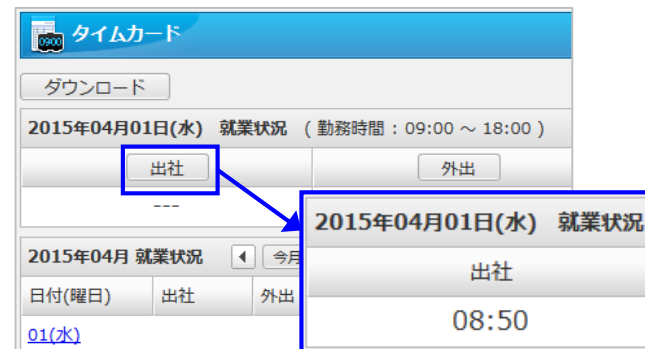 0900 タイムカード
ダウンロード
2015年04月01日(水) 就業状況 ( 勤務時間 : 09:00 ～ 18:00 )
出社 外出
---
2015年04月 就業状況 今月
日付(曜日) 出社 外出
01(水)
2015年04月01日(水) 就業状況
出社
08:50